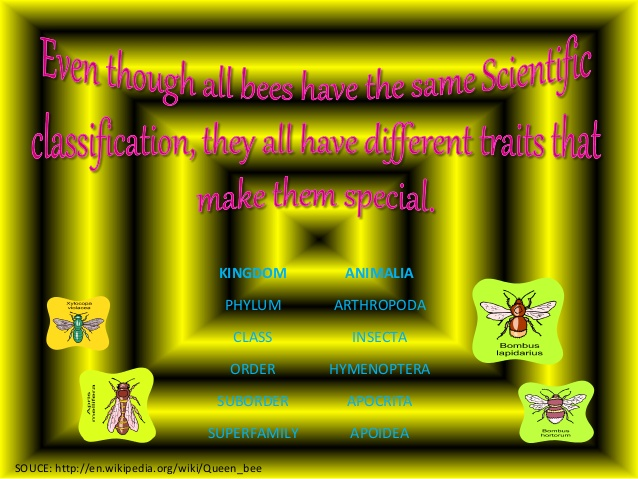 Even though all bees have the same Scientific
classification, they all have different traits that
make them special.
KINGDOM ANIMALIA
PHYLUM ARTHROPODA
CLASS INSECTA
ORDER HYMENOPTERA
SUBORDER APOCRITA
SUPERFAMILY APOIDEA
Xylocopa
violacea
Apis
mellifera
Bombus
lapidarius
Bombus
hortorum
SOUCE: http://en.wikipedia.org/wiki/Queen_bee